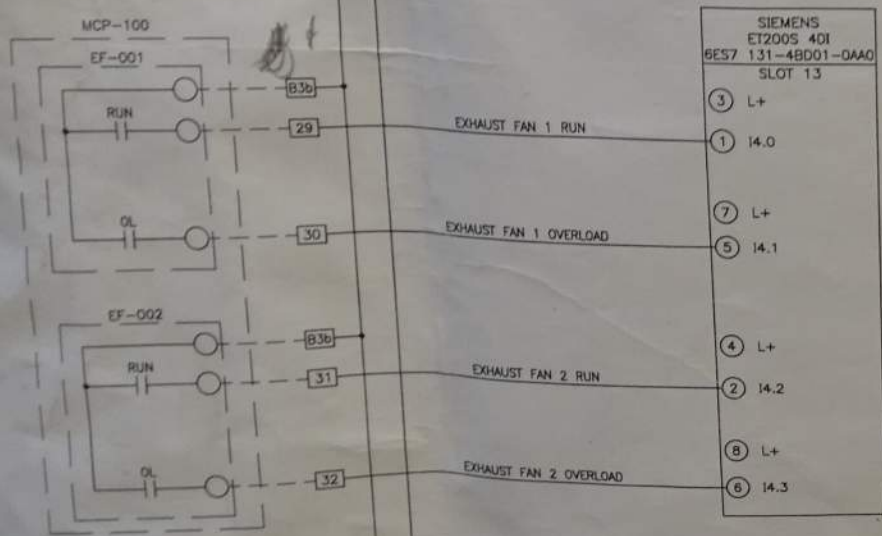 MCP-100
EF-001
B3b
RUN
29
EXHAUST FAN 1 RUN
OL
30
EXHAUST FAN 1 OVERLOAD
EF-002
B3b
RUN
31
EXHAUST FAN 2 RUN
OL
32
EXHAUST FAN 2 OVERLOAD
SIEMENS
ET200S 4DI
6ES7 131-4BD01-0AA0
SLOT 13
3 L+
1 I4.0
7 L+
5 I4.1
4 L+
2 I4.2
8 L+
6 I4.3